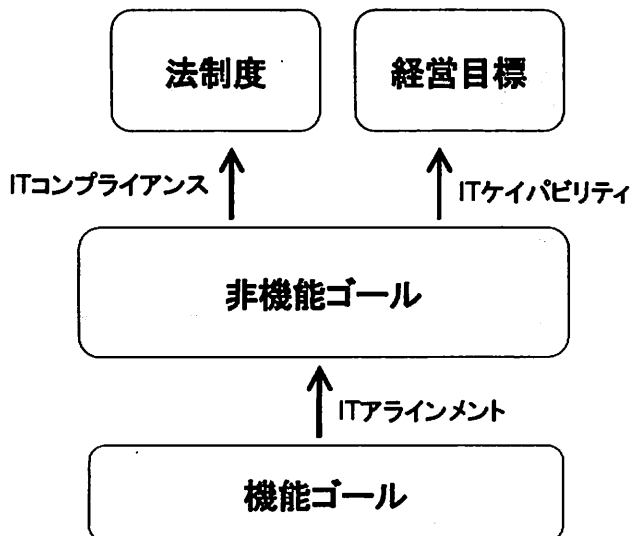 法制度
経営目標
ITコンプライアンス
ITケイパビリティ
非機能ゴール
ITアラインメント
機能ゴール